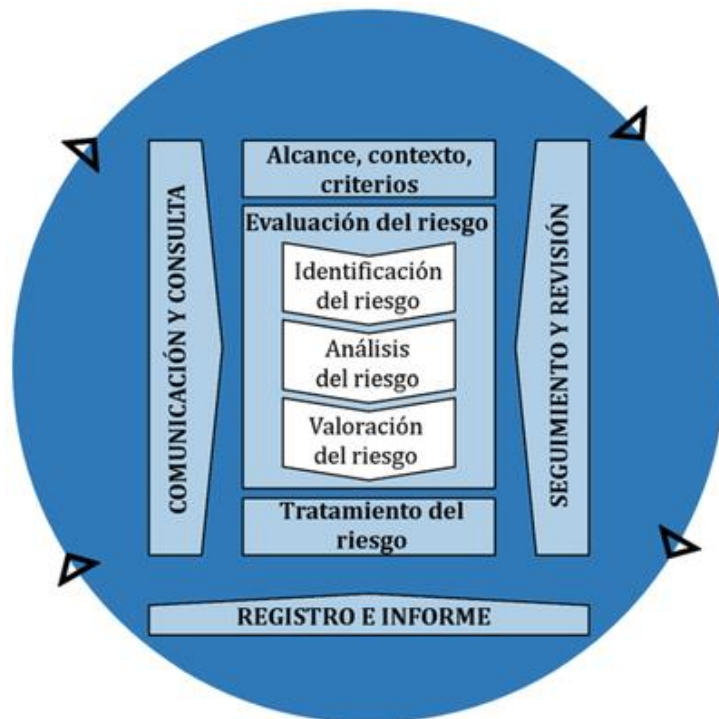 COMUNICACIÓN Y CONSULTA
Alcance, contexto,
criterios
Evaluación del riesgo
Identificación
del riesgo
Análisis
del riesgo
Valoración
del riesgo
Tratamiento del
riesgo
SEGUIMIENTO Y REVISIÓN
REGISTRO E INFORME